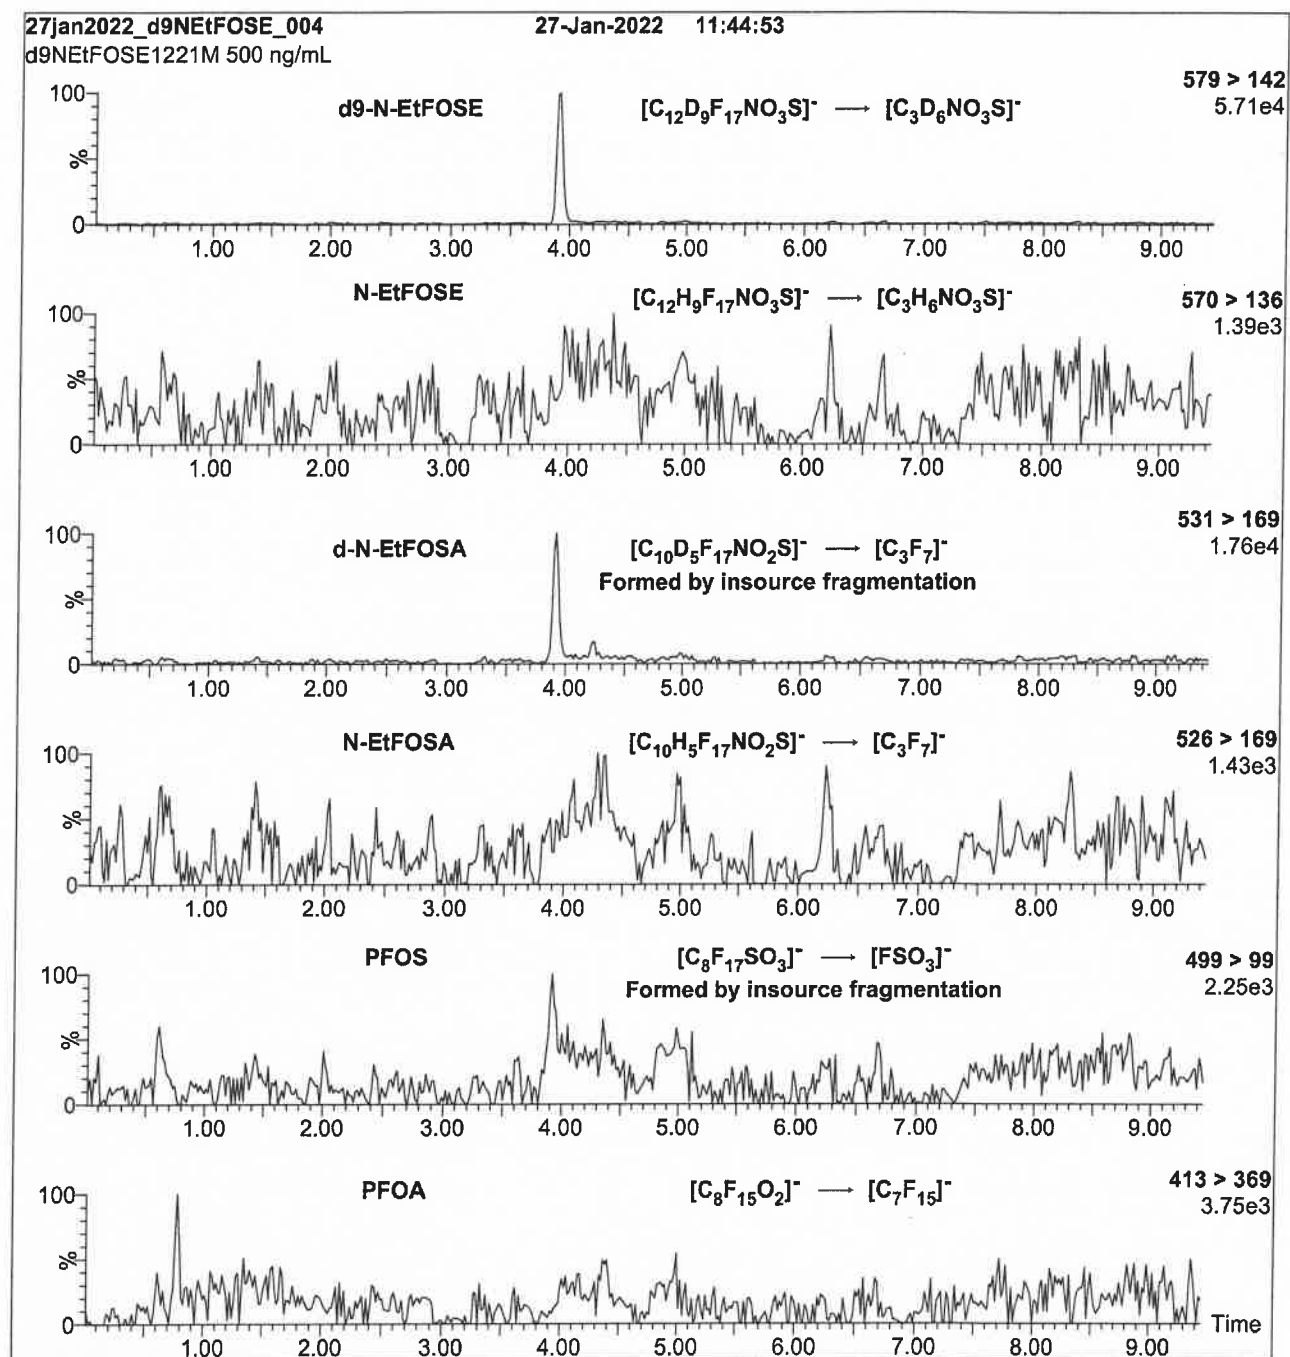 27jan2022_d9NEtFOSE_004 27-Jan-2022 11:44:53
d9NEtFOSE1221M 500 ng/mL
579 > 142
5.71e4
d9-N-EtFOSE [C₁₂D₉F₁₇NO₃S]⁻ → [C₃D₆NO₃S]⁻
100
%
0
1.00 2.00 3.00 4.00 5.00 6.00 7.00 8.00 9.00
N-EtFOSE [C₁₂H₉F₁₇NO₃S]⁻ → [C₃H₆NO₃S]⁻ 570 > 136
1.39e3
100
%
0
1.00 2.00 3.00 4.00 5.00 6.00 7.00 8.00 9.00
531 > 169
1.76e4
d-N-EtFOSA [C₁₀D₅F₁₇NO₂S]⁻ → [C₃F₇]⁻
Formed by insource fragmentation
100
%
0
1.00 2.00 3.00 4.00 5.00 6.00 7.00 8.00 9.00
N-EtFOSA [C₁₀H₅F₁₇NO₂S]⁻ → [C₃F₇]⁻ 526 > 169
1.43e3
100
%
0
1.00 2.00 3.00 4.00 5.00 6.00 7.00 8.00 9.00
PFOS [C₈F₁₇SO₃]⁻ → [FSO₃]⁻ 499 > 99
Formed by insource fragmentation 2.25e3
100
%
0
1.00 2.00 3.00 4.00 5.00 6.00 7.00 8.00 9.00
PFOA [C₈F₁₅O₂]⁻ → [C₇F₁₅]⁻ 413 > 369
3.75e3
100
%
0
Time
1.00 2.00 3.00 4.00 5.00 6.00 7.00 8.00 9.00